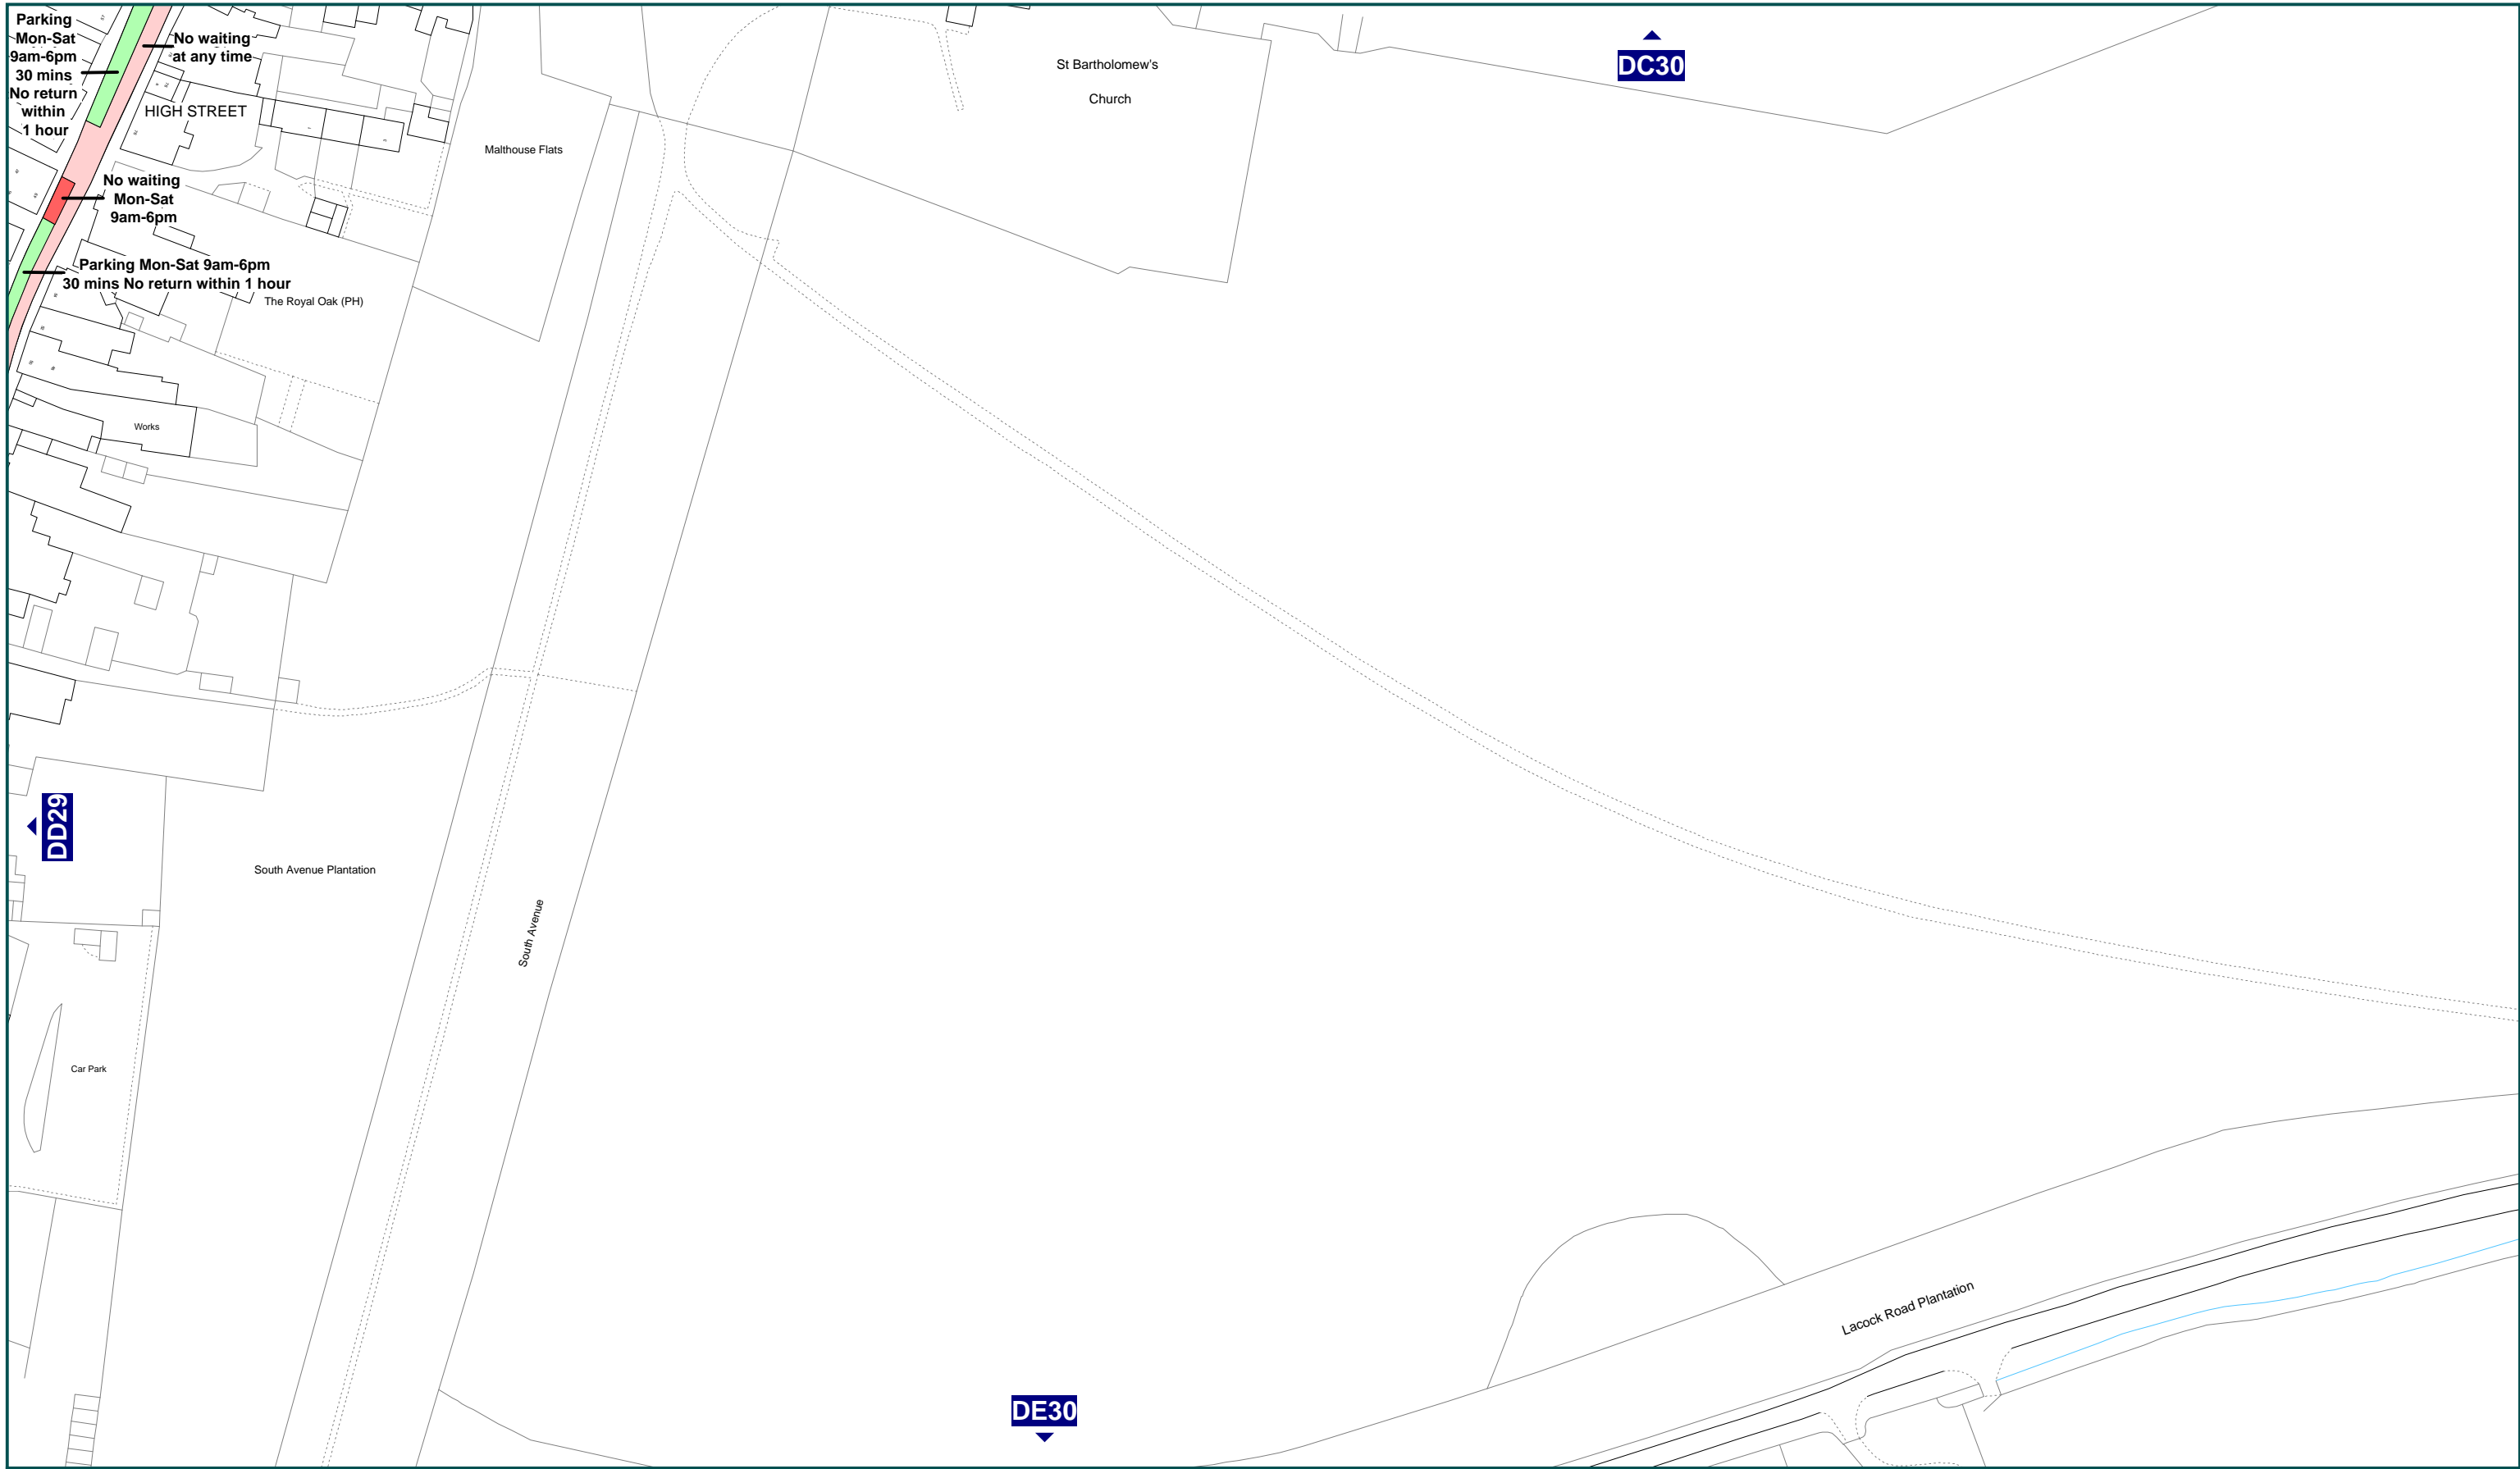 Parking
Mon-Sat
9am-6pm
30 mins
No return
within
1 hour
No waiting
at any time
HIGH STREET
No waiting
Mon-Sat
9am-6pm
Parking Mon-Sat 9am-6pm
30 mins No return within 1 hour
The Royal Oak (PH)
Malthouse Flats
St Bartholomew's
Church
DC30
Works
DD29
South Avenue Plantation
South Avenue
Car Park
Lacock Road Plantation
DE30